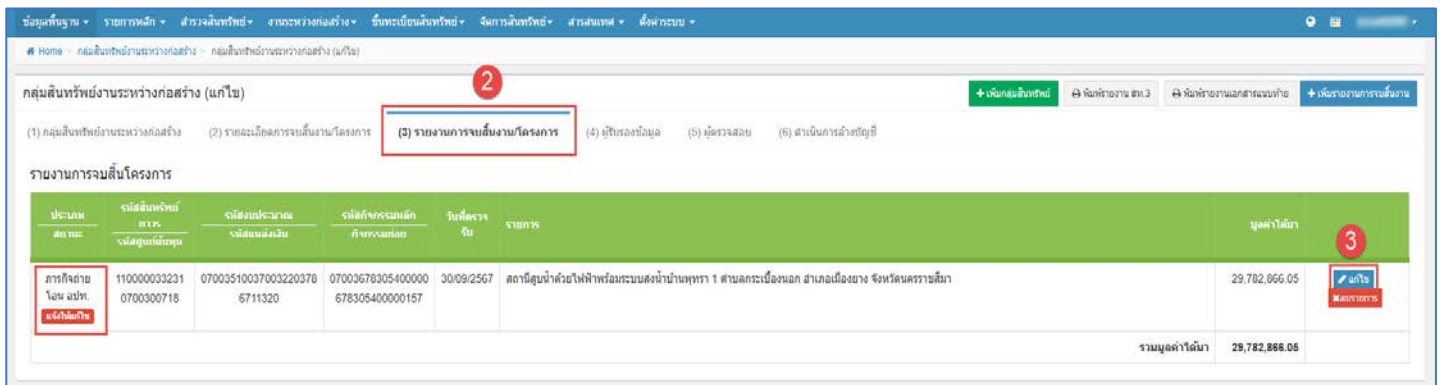 ข้อมูลพื้นฐาน รายการหลัก สำรวจสินทรัพย์ งานระหว่างก่อสร้าง ขึ้นทะเบียนสินทรัพย์ จัดการสินทรัพย์ สารสนเทศ ตั้งค่าระบบ
Home กลุ่มสินทรัพย์งานระหว่างก่อสร้าง กลุ่มสินทรัพย์งานระหว่างก่อสร้าง (แก้ไข)
2
กลุ่มสินทรัพย์งานระหว่างก่อสร้าง (แก้ไข) + เพิ่มกลุ่มสินทรัพย์ พิมพ์รายงาน สท.3 พิมพ์รายงานเอกสารแนบท้าย + เพิ่มรายงานการจบสิ้นงาน
(1) กลุ่มสินทรัพย์งานระหว่างก่อสร้าง (2) รายละเอียดการจบสิ้นงาน/โครงการ (3) รายงานการจบสิ้นงาน/โครงการ (4) ผู้รับรองข้อมูล (5) ผู้ตรวจสอบ (6) ดำเนินการล้างบัญชี
รายงานการจบสิ้นโครงการ
ประเภท รหัสสินทรัพย์ถาวร รหัสงบประมาณ รหัสกิจกรรมหลัก วันที่ตรวจรับ รายการ มูลค่าได้มา
สถานะ รหัสศูนย์ต้นทุน รหัสแหล่งเงิน กิจกรรมย่อย
3
ภารกิจถ่าย 110000033231 07003510037003220378 07003678305400000 30/09/2567 สถานีสูบน้ำด้วยไฟฟ้าพร้อมระบบส่งน้ำบ้านพุทรา 1 ตำบลกระเบื้องนอก อำเภอเมืองยาง จังหวัดนครราชสีมา 29,782,866.05 แก้ไข
โอน อปท. 0700300718 6711320 678305400000157 ลบรายการ
แจ้งให้แก้ไข
รวมมูลค่าได้มา 29,782,866.05